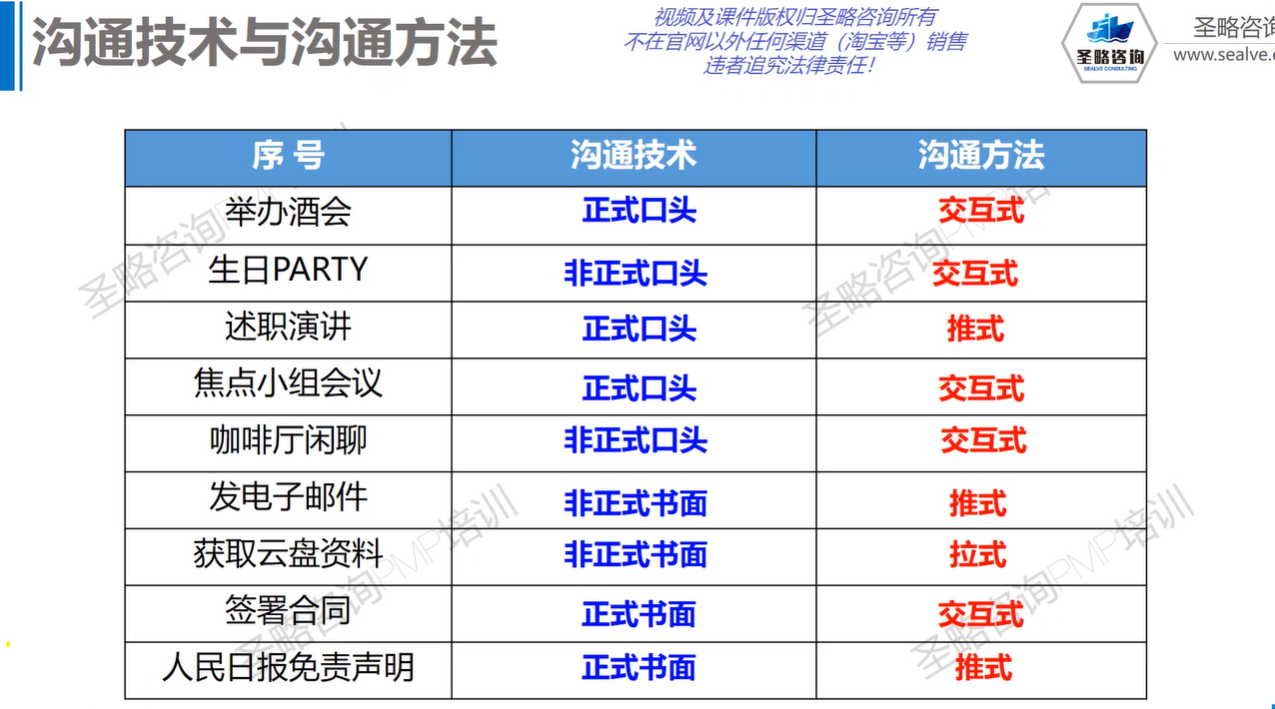 沟通技术与沟通方法
视频及课件版权归圣略咨询所有
不在官网以外任何渠道（淘宝等）销售
违者追究法律责任！
圣略咨询
SEALVE CONSULTING
圣略咨询
www.sealve.c
序号 沟通技术 沟通方法
举办酒会 正式口头 交互式
生日PARTY 非正式口头 交互式
述职演讲 正式口头 推式
焦点小组会议 正式口头 交互式
咖啡厅闲聊 非正式口头 交互式
发电子邮件 非正式书面 推式
获取云盘资料 非正式书面 拉式
签署合同 正式书面 交互式
人民日报免责声明 正式书面 推式
圣略咨询PMP
圣略咨询PMP培
圣略咨询PMP培训
圣略咨询PMP培训